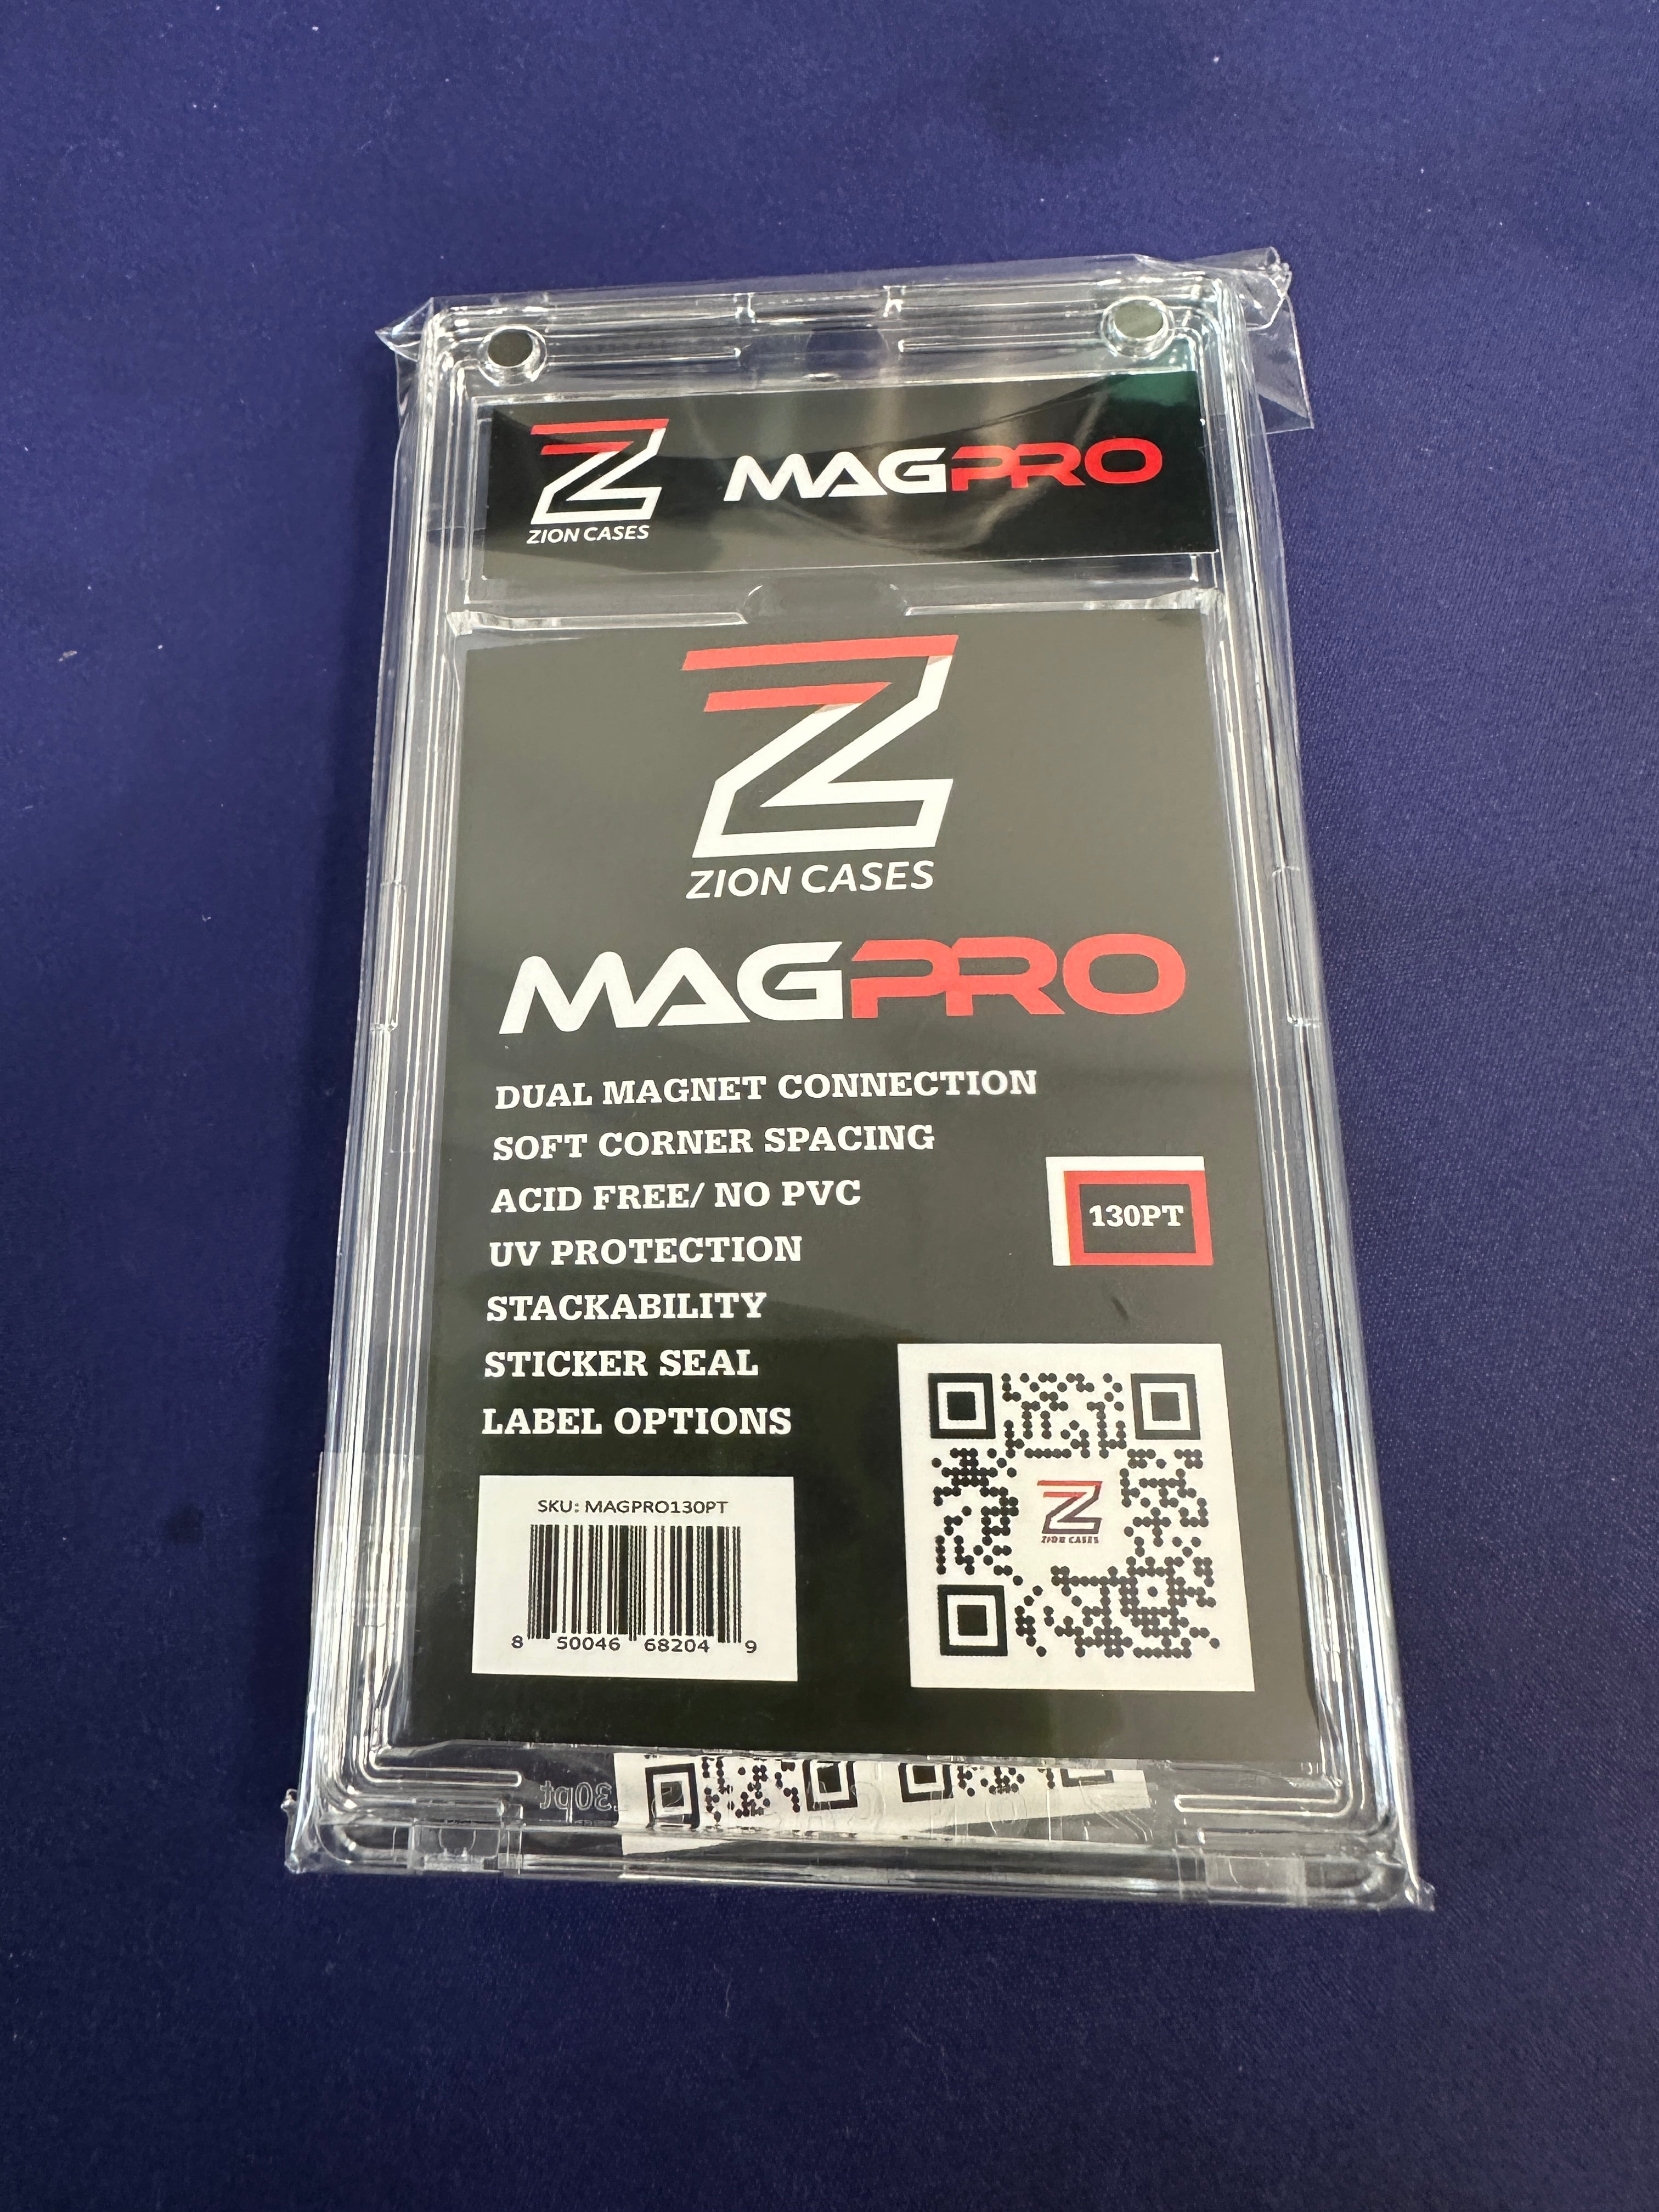 ZION CASES
MAGPRO
ZION CASES
MAGPRO
DUAL MAGNET CONNECTION
SOFT CORNER SPACING
ACID FREE/ NO PVC
UV PROTECTION
STACKABILITY
STICKER SEAL
LABEL OPTIONS
130PT
SKU: MAGPRO130PT
8 50046 68204 9
ZION CASES